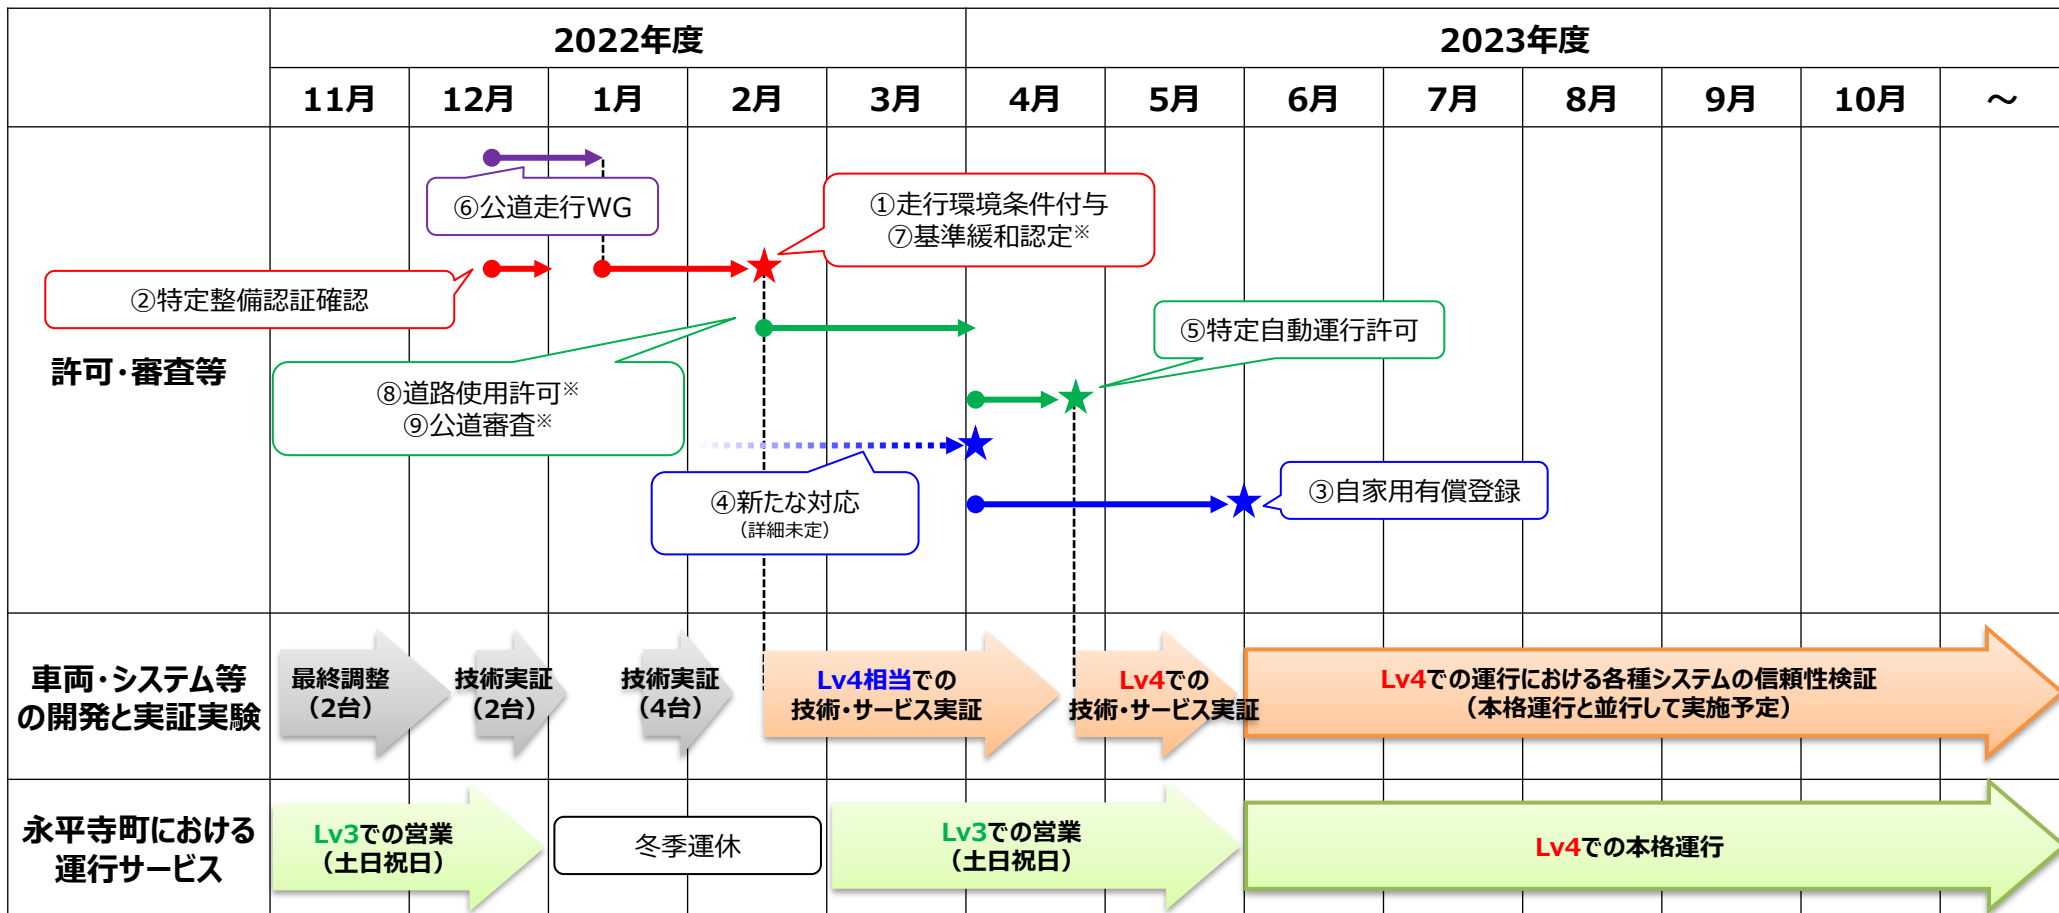 2022年度
2023年度
11月
12月
1月
2月
3月
4月
5月
6月
7月
8月
9月
10月
～
許可・審査等
⑥公道走行WG
①走行環境条件付与
⑦基準緩和認定※
②特定整備認証確認
⑤特定自動運行許可
⑧道路使用許可※
⑨公道審査※
④新たな対応
（詳細未定）
③自家用有償登録
車両・システム等
の開発と実証実験
最終調整
（2台）
技術実証
（2台）
技術実証
（4台）
Lv4相当での
技術・サービス実証
Lv4での
技術・サービス実証
Lv4での運行における各種システムの信頼性検証
（本格運行と並行して実施予定）
永平寺町における
運行サービス
Lv3での営業
（土日祝日）
冬季運休
Lv3での営業
（土日祝日）
Lv4での本格運行